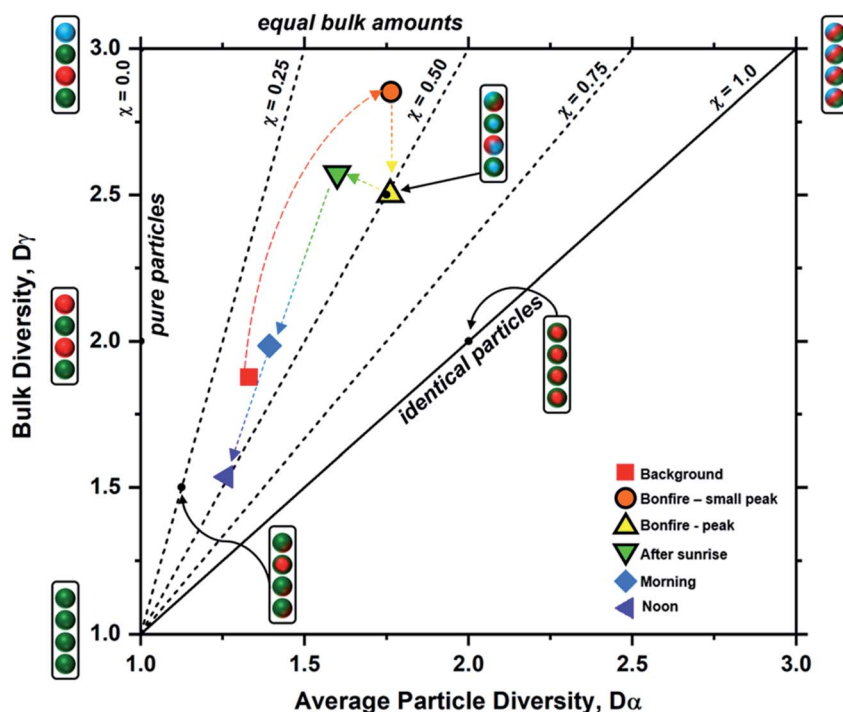 equal bulk amounts
3.0
χ = 0.0
χ = 0.25
χ = 0.50
χ = 0.75
χ = 1.0
2.5
2.0
1.5
1.0
Bulk Diversity, Dγ
pure particles
identical particles
Background
Bonfire – small peak
Bonfire - peak
After sunrise
Morning
Noon
1.0 1.5 2.0 2.5 3.0
Average Particle Diversity, Dα